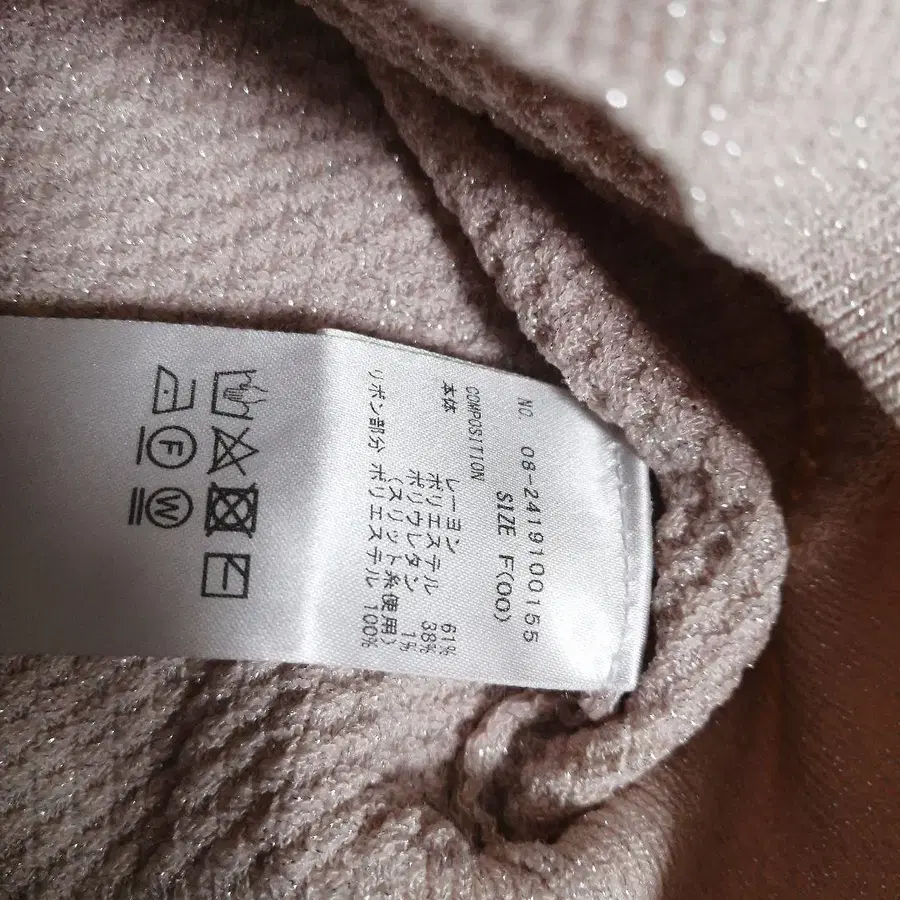 NO. 08-2419100155
SIZE F(00)
COMPOSITION
本体 レーヨン 61%
ポリエステル 38%
ポリウレタン 1%
(スリット糸使用)
リボン部分 ポリエステル 100%
F
W